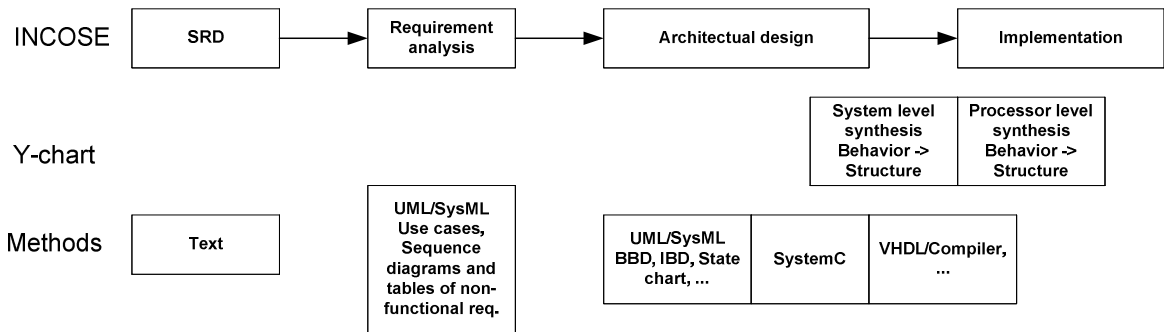 INCOSE
SRD
Requirement
analysis
Architectual design
Implementation
Y-chart
System level
synthesis
Behavior ->
Structure
Processor level
synthesis
Behavior ->
Structure
Methods
Text
UML/SysML
Use cases,
Sequence
diagrams and
tables of non-
functional req.
UML/SysML
BBD, IBD, State
chart, ...
SystemC
VHDL/Compiler,
...